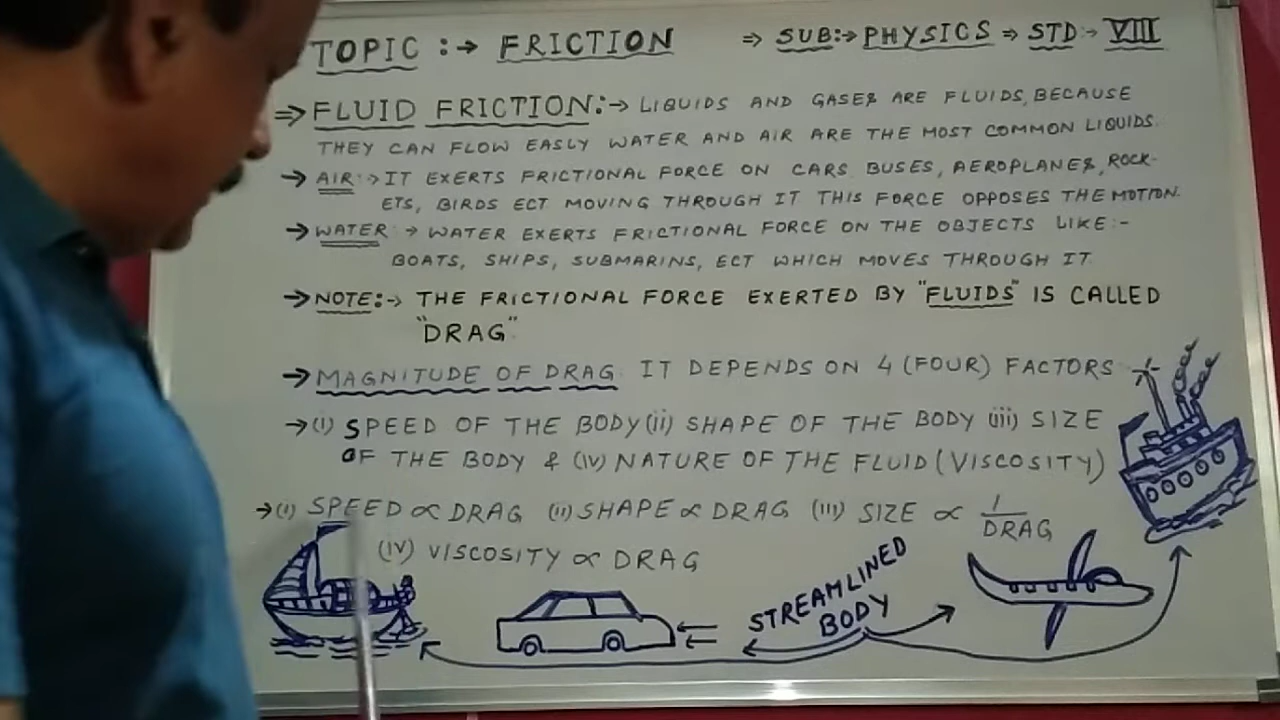 TOPIC :→ FRICTION ⇒ SUB:→ PHYSICS ⇒ STD:→ VIII
⇒ FLUID FRICTION:→ LIQUIDS AND GASES ARE FLUIDS, BECAUSE
THEY CAN FLOW EASLY WATER AND AIR ARE THE MOST COMMON LIQUIDS.
→ AIR:→ IT EXERTS FRICTIONAL FORCE ON CARS BUSES, AEROPLANES, ROCK-
ETS, BIRDS ECT MOVING THROUGH IT THIS FORCE OPPOSES THE MOTION.
→ WATER :→ WATER EXERTS FRICTIONAL FORCE ON THE OBJECTS LIKE:-
BOATS, SHIPS, SUBMARINS, ECT WHICH MOVES THROUGH IT
→ NOTE:→ THE FRICTIONAL FORCE EXERTED BY "FLUIDS" IS CALLED
"DRAG"
→ MAGNITUDE OF DRAG IT DEPENDS ON 4 (FOUR) FACTORS
→ (i) SPEED OF THE BODY (ii) SHAPE OF THE BODY (iii) SIZE
OF THE BODY & (iv) NATURE OF THE FLUID (VISCOSITY)
→ (i) SPEED ∝ DRAG (ii) SHAPE ∝ DRAG (iii) SIZE ∝ 1/DRAG
(iv) VISCOSITY ∝ DRAG
STREAMLINED
BODY